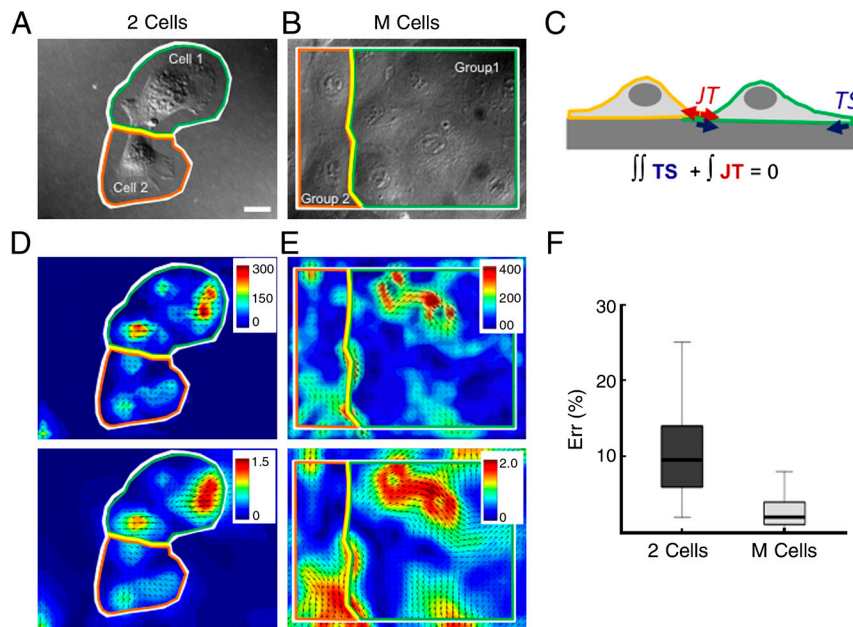 A
2 Cells
Cell 1
Cell 2
B
M Cells
Group1
Group 2
C
JT
TS
∬ TS + ∫ JT = 0
D
300
150
0
1.5
0
E
400
200
00
2.0
0
F
Err (%)
30
20
10
2 Cells
M Cells